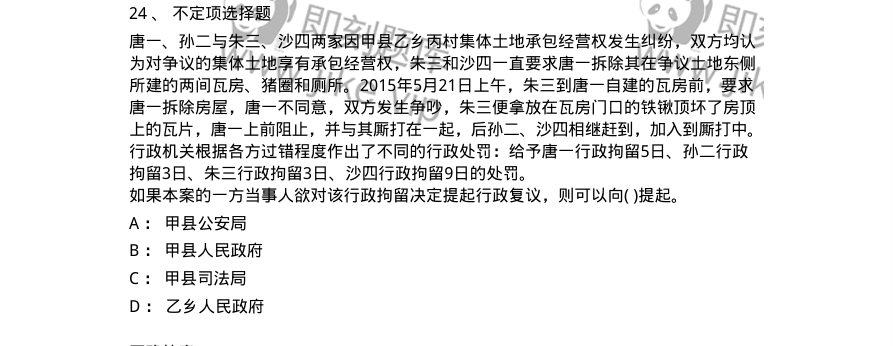 24 、 不定项选择题
唐一、孙二与朱三、沙四两家因甲县乙乡丙村集体土地承包经营权发生纠纷，双方均认
为对争议的集体土地享有承包经营权，朱三和沙四一直要求唐一拆除其在争议土地东侧
所建的两间瓦房、猪圈和厕所。2015年5月21日上午，朱三到唐一自建的瓦房前，要求
唐一拆除房屋，唐一不同意，双方发生争吵，朱三便拿放在瓦房门口的铁锹顶坏了房顶
上的瓦片，唐一上前阻止，并与其厮打在一起，后孙二、沙四相继赶到，加入到厮打中。
行政机关根据各方过错程度作出了不同的行政处罚：给予唐一行政拘留5日、孙二行政
拘留3日、朱三行政拘留3日、沙四行政拘留9日的处罚。
如果本案的一方当事人欲对该行政拘留决定提起行政复议，则可以向( )提起。
A ： 甲县公安局
B ： 甲县人民政府
C ： 甲县司法局
D ： 乙乡人民政府